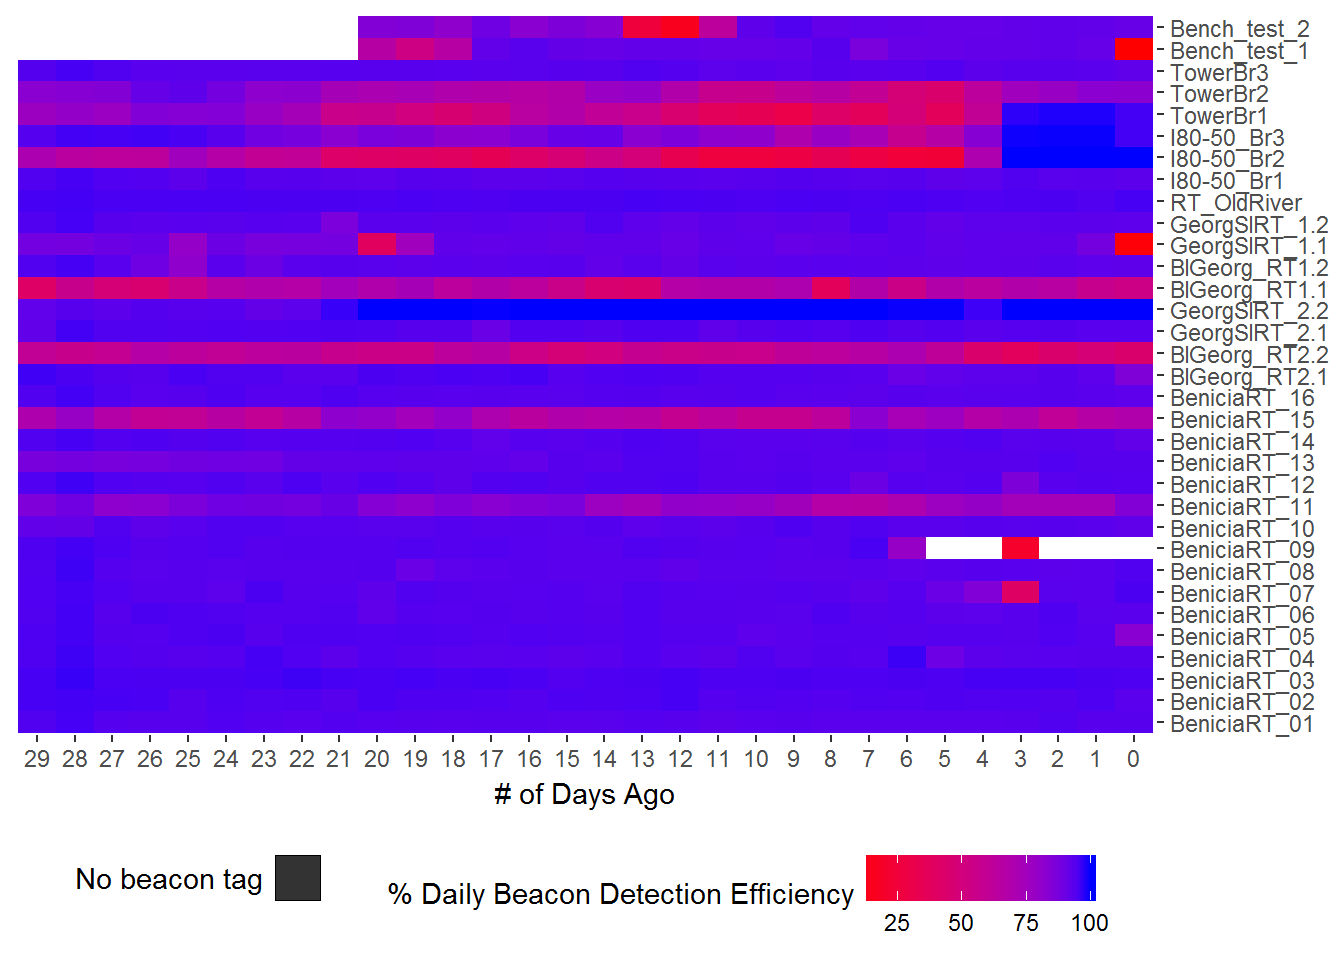 Bench_test_2
Bench_test_1
TowerBr3
TowerBr2
TowerBr1
I80-50_Br3
I80-50_Br2
I80-50_Br1
RT_OldRiver
GeorgSlRT_1.2
GeorgSlRT_1.1
BlGeorg_RT1.2
BlGeorg_RT1.1
GeorgSlRT_2.2
GeorgSlRT_2.1
BlGeorg_RT2.2
BlGeorg_RT2.1
BeniciaRT_16
BeniciaRT_15
BeniciaRT_14
BeniciaRT_13
BeniciaRT_12
BeniciaRT_11
BeniciaRT_10
BeniciaRT_09
BeniciaRT_08
BeniciaRT_07
BeniciaRT_06
BeniciaRT_05
BeniciaRT_04
BeniciaRT_03
BeniciaRT_02
BeniciaRT_01
29 28 27 26 25 24 23 22 21 20 19 18 17 16 15 14 13 12 11 10 9 8 7 6 5 4 3 2 1 0
# of Days Ago
No beacon tag
% Daily Beacon Detection Efficiency
25 50 75 100